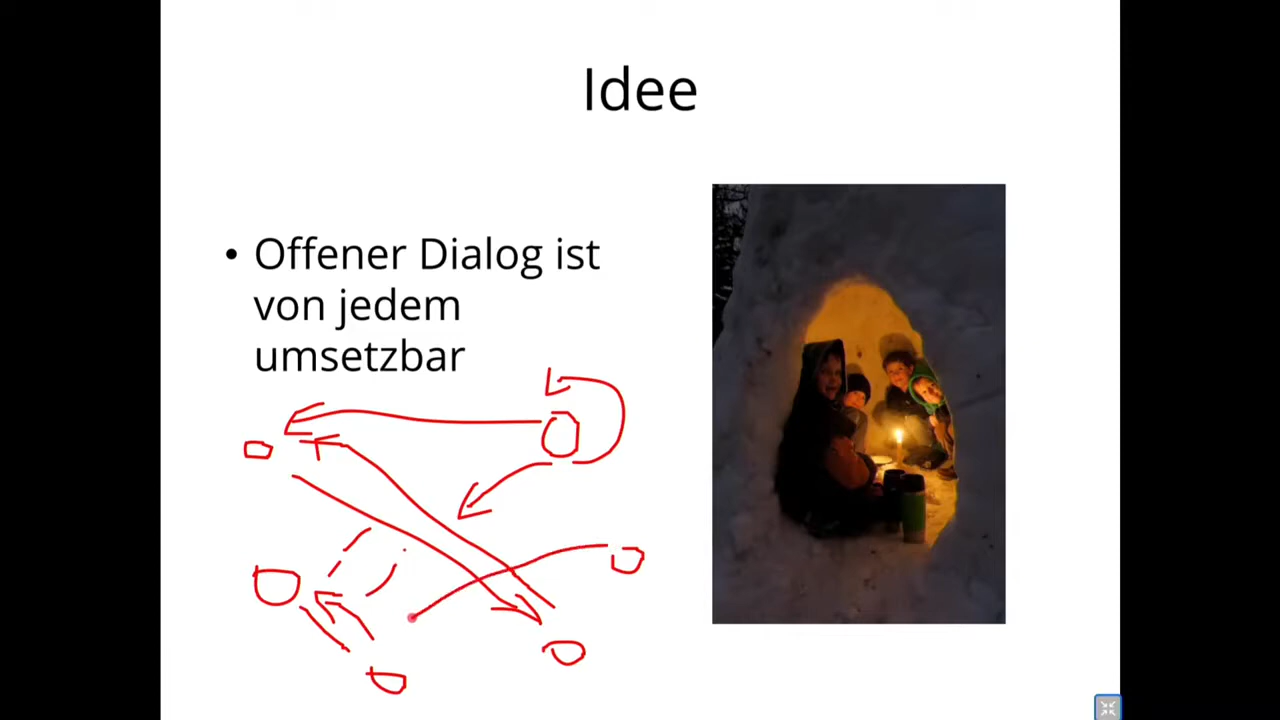 Idee
• Offener Dialog ist
von jedem
umsetzbar